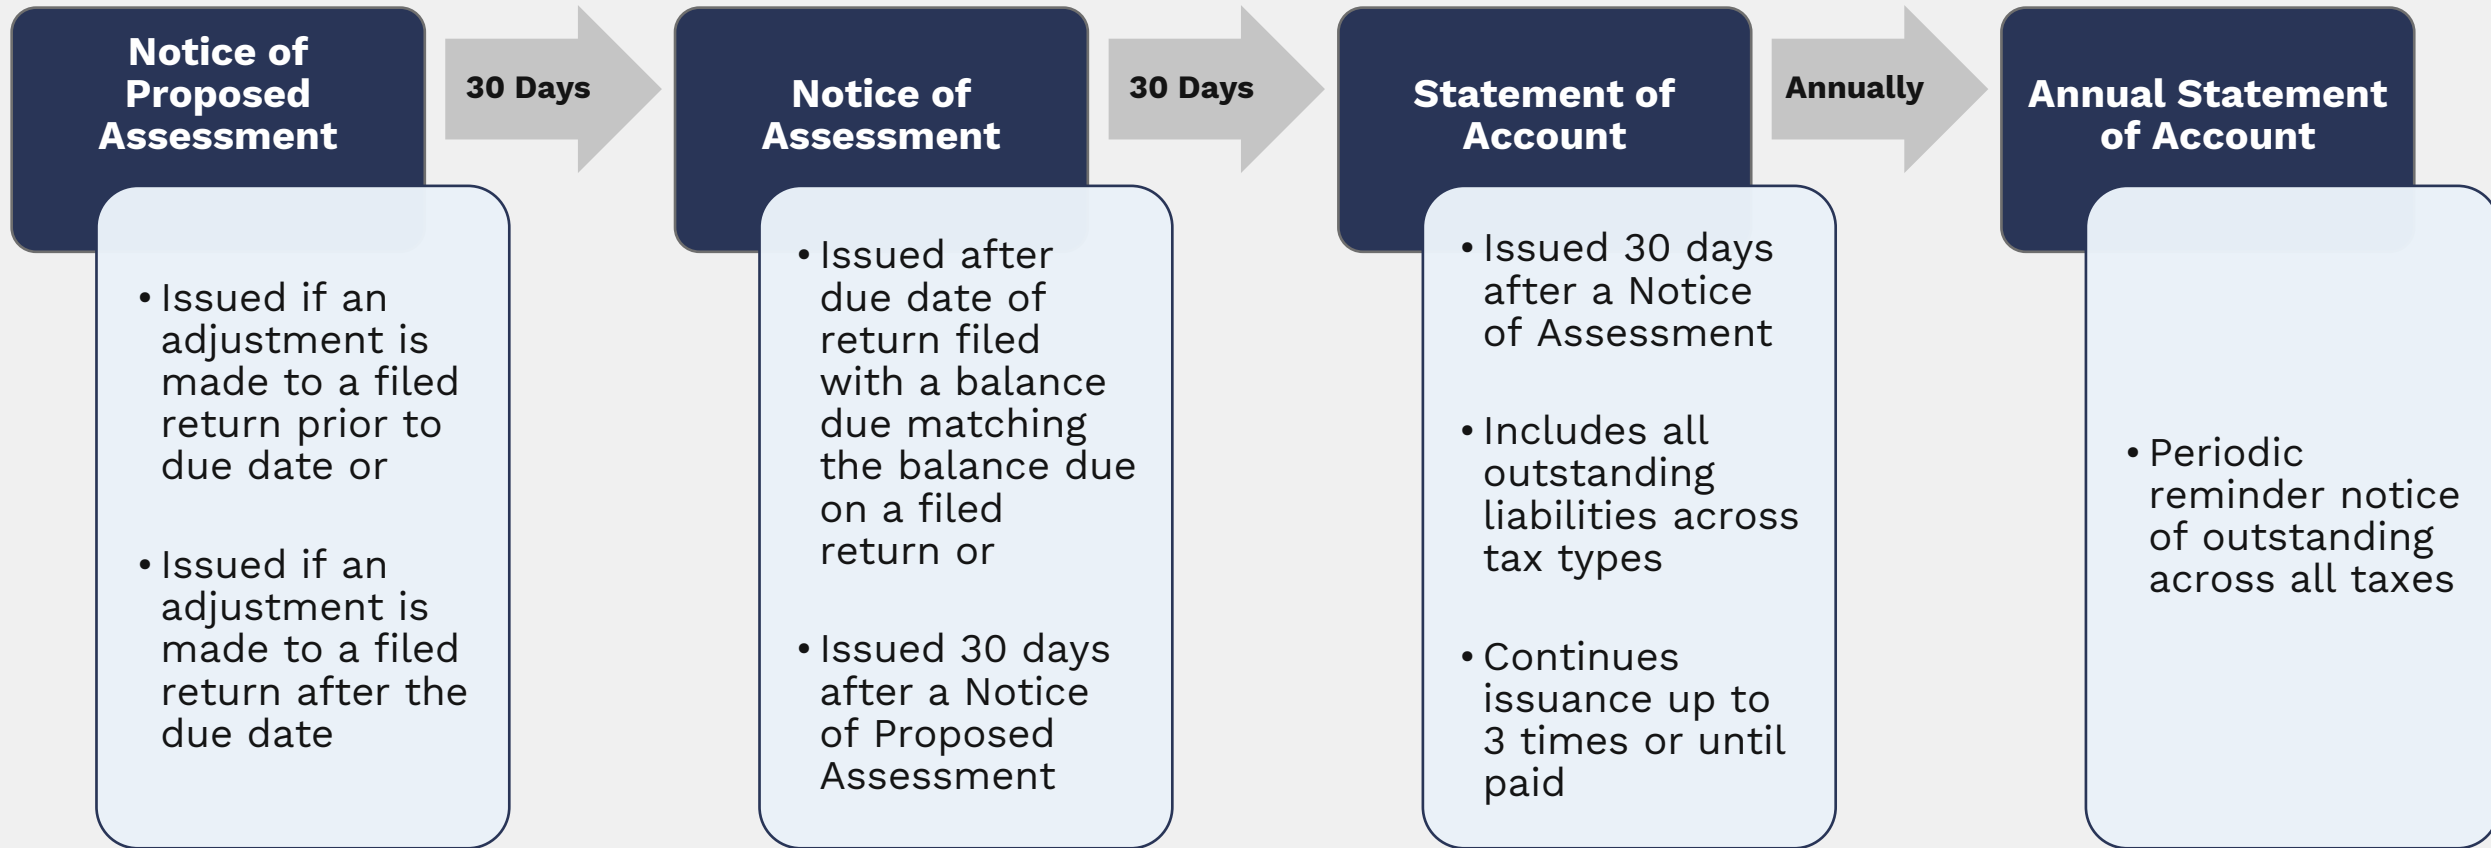 Notice of
Proposed
Assessment
• Issued if an
adjustment is
made to a filed
return prior to
due date or
• Issued if an
adjustment is
made to a filed
return after the
due date
30 Days
Notice of
Assessment
• Issued after
due date of
return filed
with a balance
due matching
the balance due
on a filed
return or
• Issued 30 days
after a Notice
of Proposed
Assessment
30 Days
Statement of
Account
• Issued 30 days
after a Notice
of Assessment
• Includes all
outstanding
liabilities across
tax types
• Continues
issuance up to
3 times or until
paid
Annually
Annual Statement
of Account
• Periodic
reminder notice
of outstanding
across all taxes